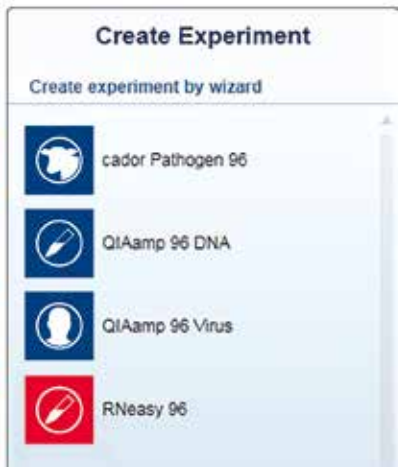 Create Experiment
Create experiment by wizard
cador Pathogen 96
QIAamp 96 DNA
QIAamp 96 Virus
RNeasy 96